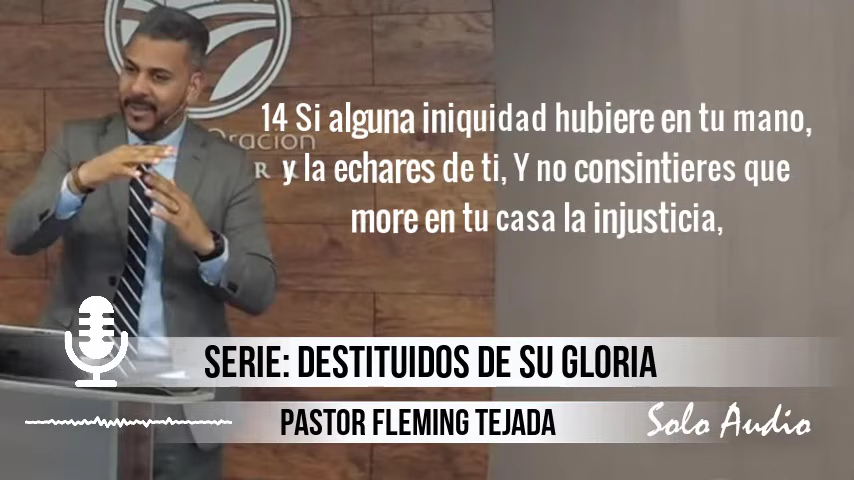 14 Si alguna iniquidad hubiere en tu mano,
y la echares de ti, Y no consintieres que
more en tu casa la injusticia,
Oracion
SERIE: DESTITUIDOS DE SU GLORIA
PASTOR FLEMING TEJADA
Solo Audio